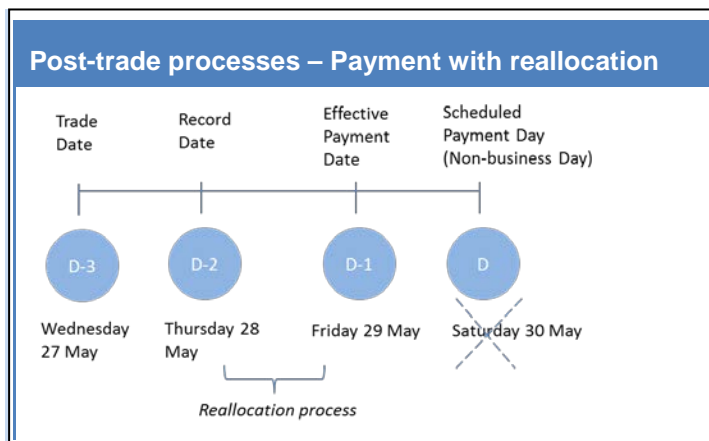 Post-trade processes – Payment with reallocation
Trade
Date
Record
Date
Effective
Payment
Date
Scheduled
Payment Day
(Non-business Day)
D-3
D-2
D-1
D
Wednesday
27 May
Thursday 28
May
Friday 29 May
Saturday 30 May
Reallocation process